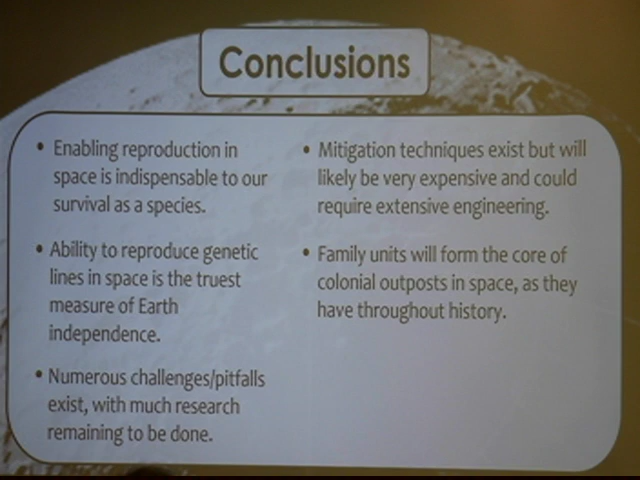 Conclusions
• Enabling reproduction in
space is indispensable to our
survival as a species.
• Ability to reproduce genetic
lines in space is the truest
measure of Earth
independence.
• Numerous challenges/pitfalls
exist, with much research
remaining to be done.
• Mitigation techniques exist but will
likely be very expensive and could
require extensive engineering.
• Family units will form the core of
colonial outposts in space, as they
have throughout history.